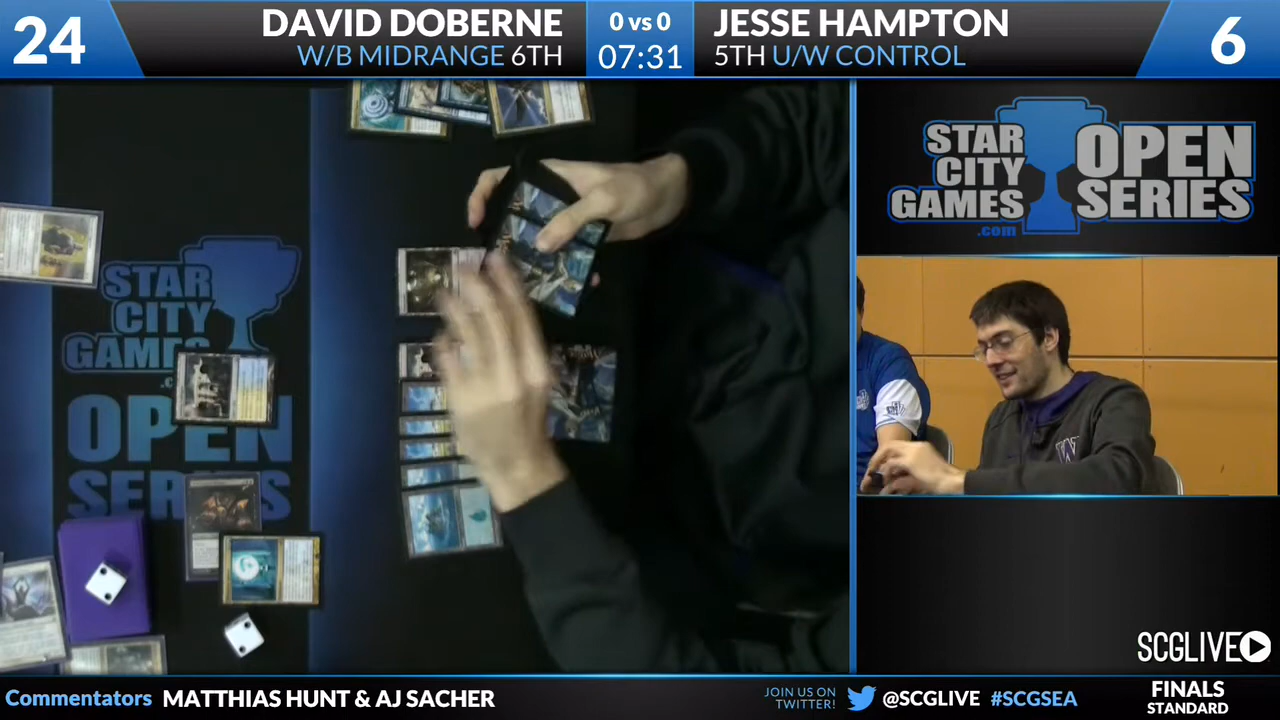 24
DAVID DOBERNE
W/B MIDRANGE 6TH
0 vs 0
07:31
JESSE HAMPTON
5TH U/W CONTROL
6
STAR
CITY
GAMES
.com
OPEN
SERIES
STAR
CITY
GAMES
OPEN
SERIES
W
SCGLIVE
Commentators MATTHIAS HUNT & AJ SACHER
JOIN US ON
TWITTER!
@SCGLIVE #SCGSEA
FINALS
STANDARD